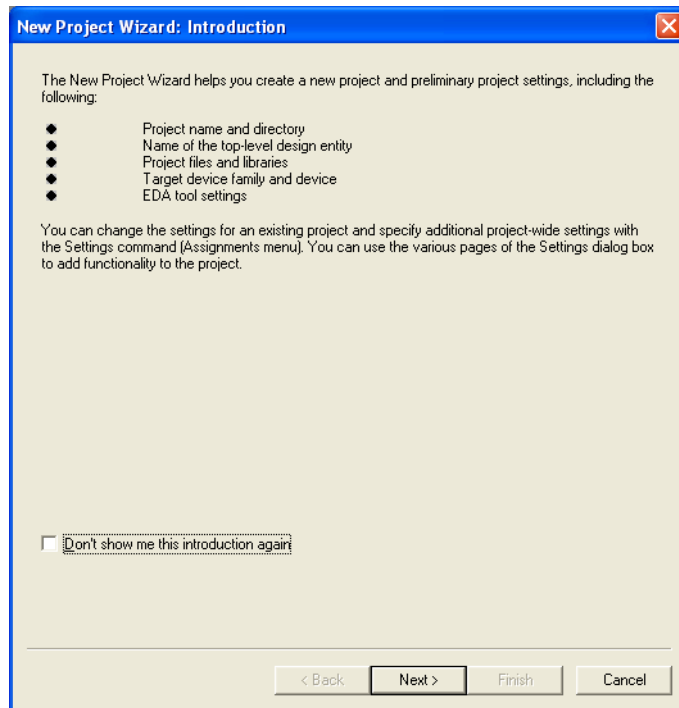 New Project Wizard: Introduction
The New Project Wizard helps you create a new project and preliminary project settings, including the
following:
Project name and directory
Name of the top-level design entity
Project files and libraries
Target device family and device
EDA tool settings
You can change the settings for an existing project and specify additional project-wide settings with
the Settings command (Assignments menu). You can use the various pages of the Settings dialog box
to add functionality to the project.
Don't show me this introduction again
< Back Next > Finish Cancel